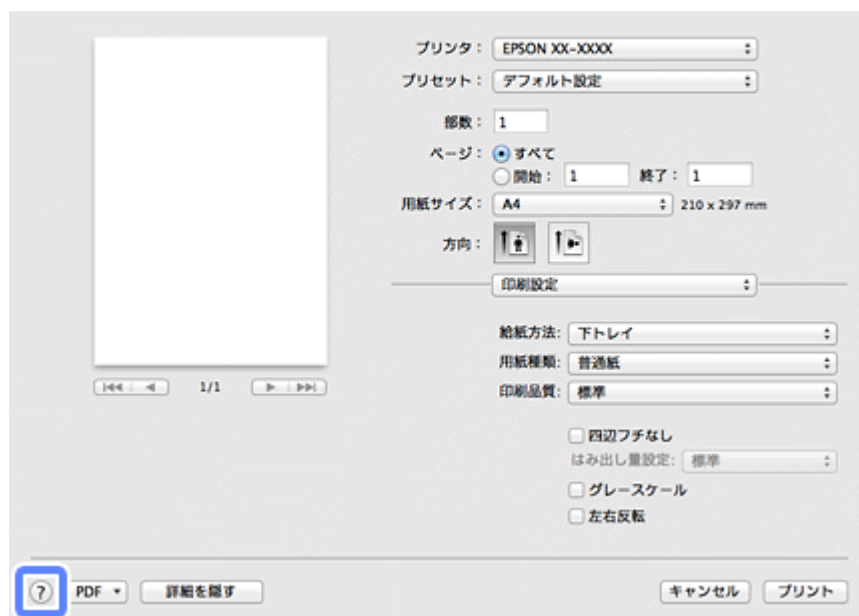 プリンタ： EPSON XX-XXXX
プリセット： デフォルト設定
部数： 1
ページ： すべて
開始： 1 終了： 1
用紙サイズ： A4 210 x 297 mm
方向：
印刷設定
給紙方法: 下トレイ
用紙種類: 普通紙
印刷品質: 標準
1/1
四辺フチなし
はみ出し量設定: 標準
グレースケール
左右反転
? PDF 詳細を隠す キャンセル プリント